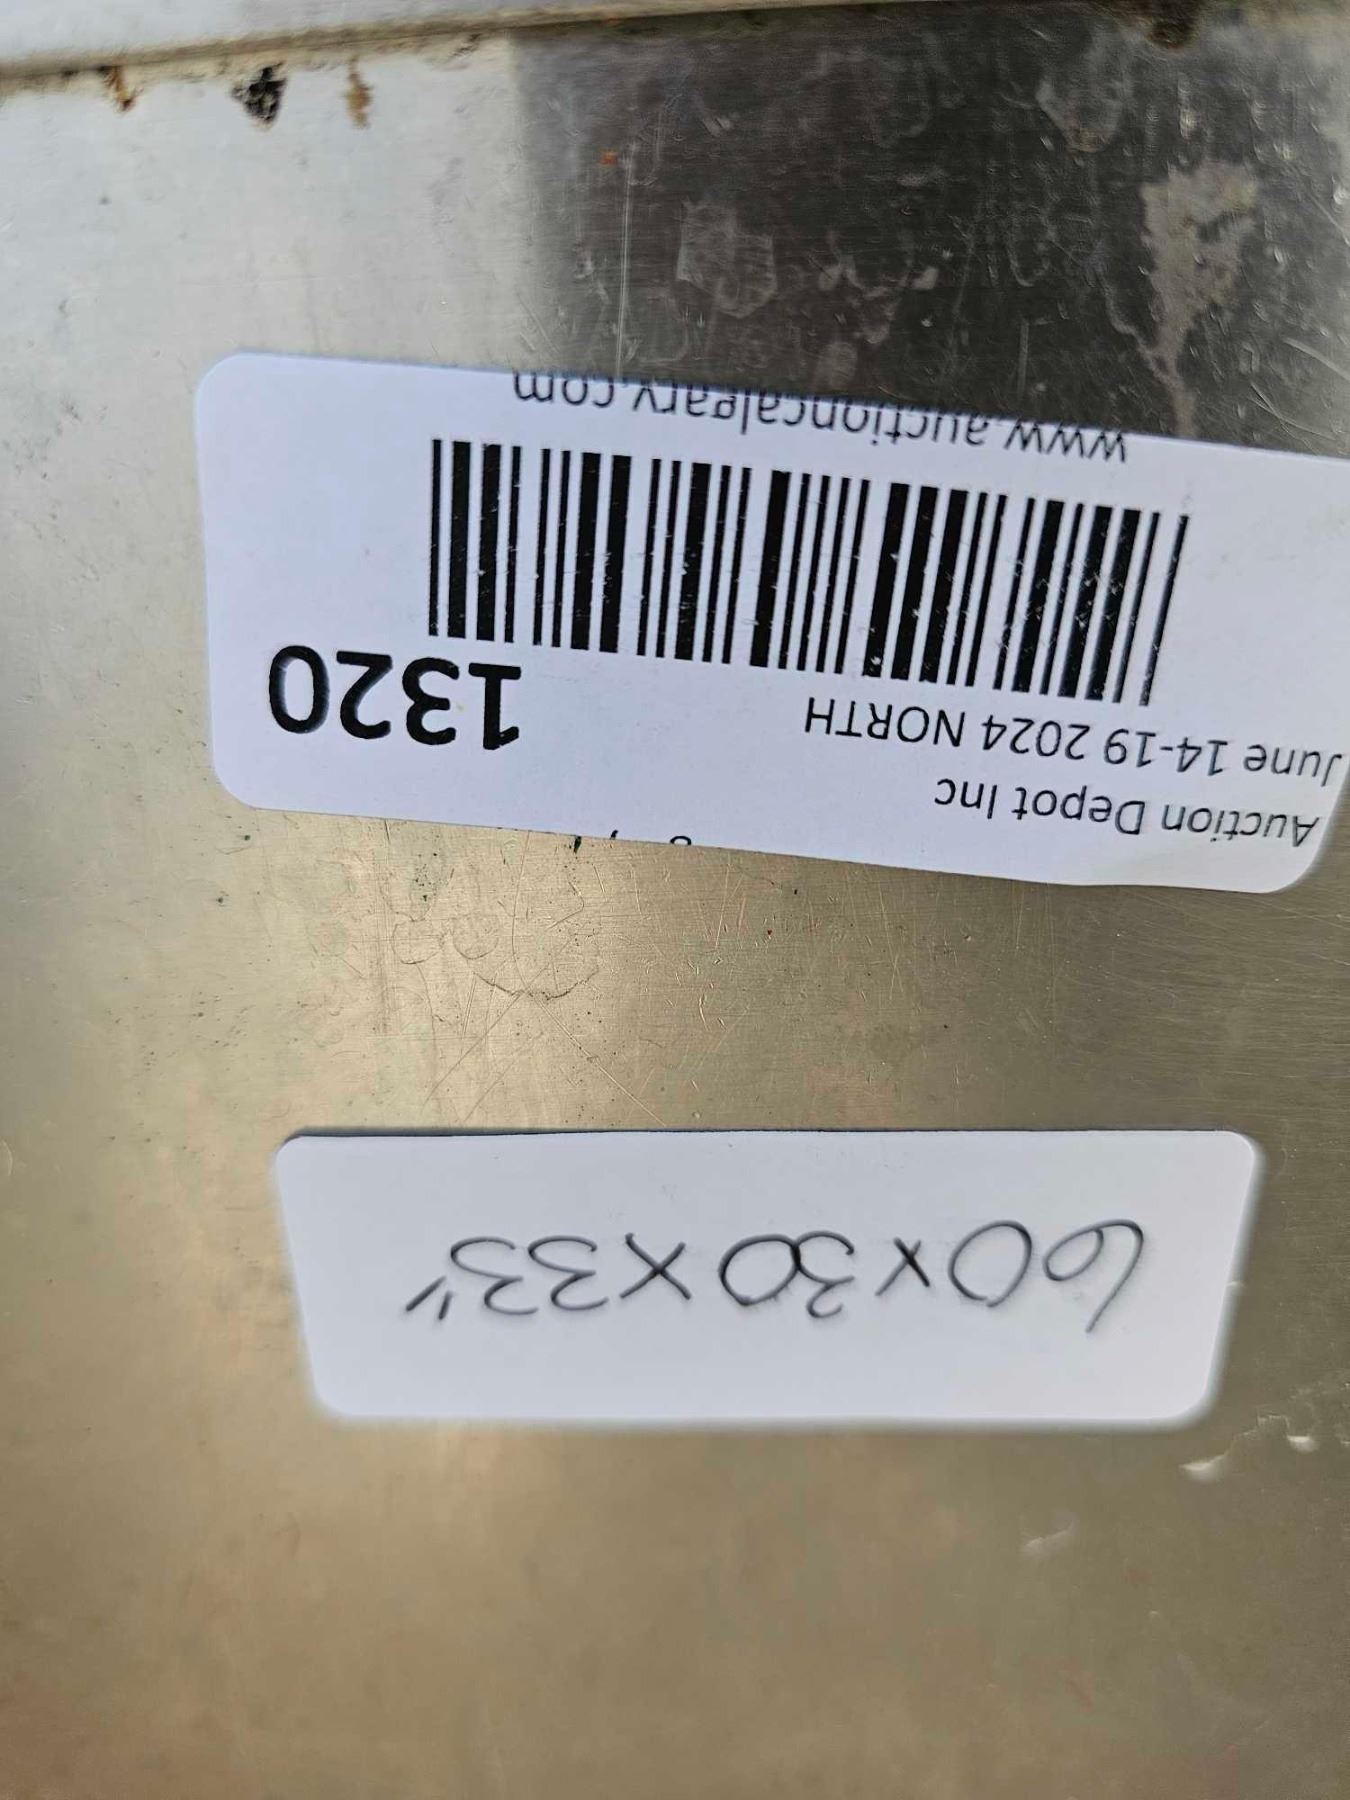 Auction Depot Inc
June 14-19 2024 NORTH
1320
www.auctioncalgary.com
60x30x33"